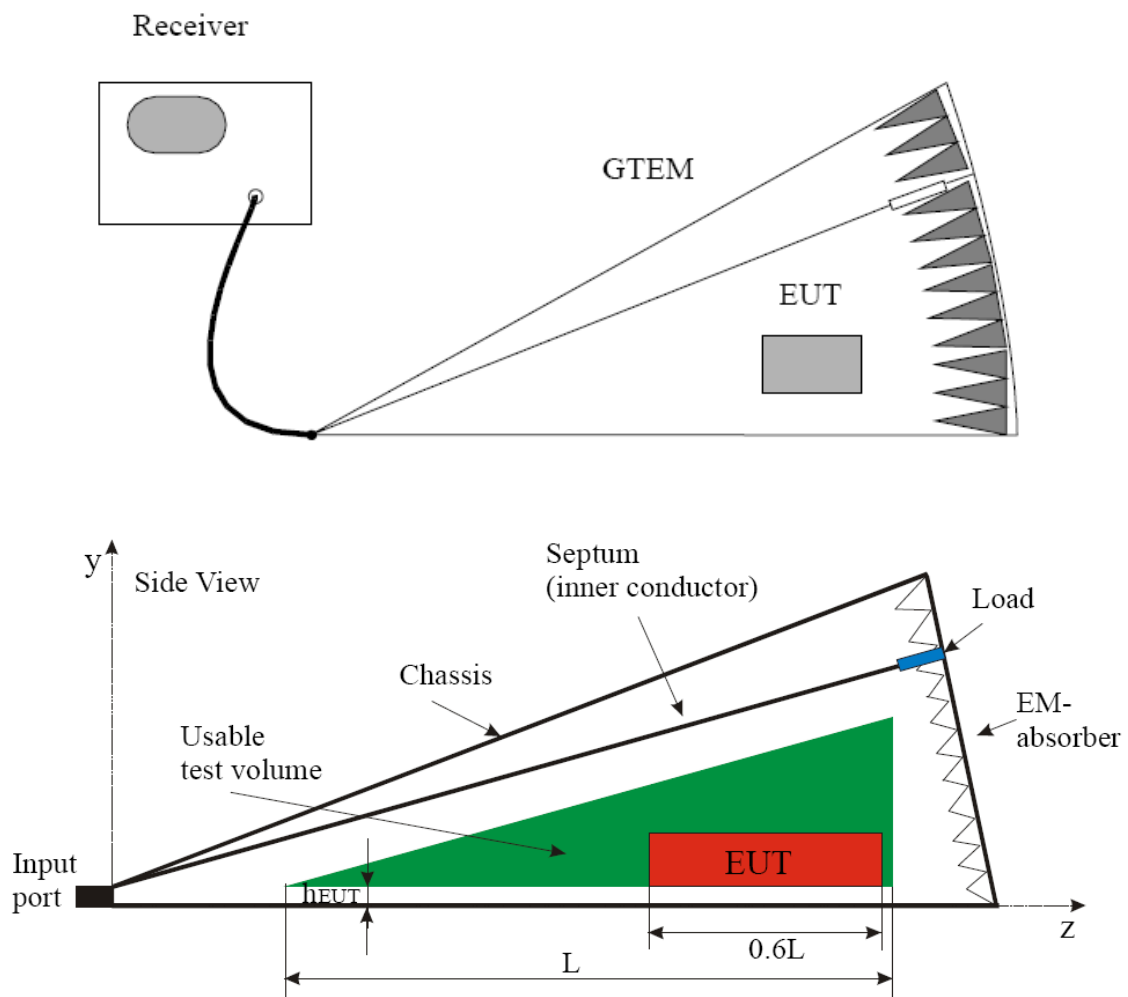 Receiver
GTEM
EUT
y
Side View
Septum
(inner conductor)
Load
Chassis
EM-
absorber
Usable
test volume
Input
port
EUT
hEUT
z
0.6L
L